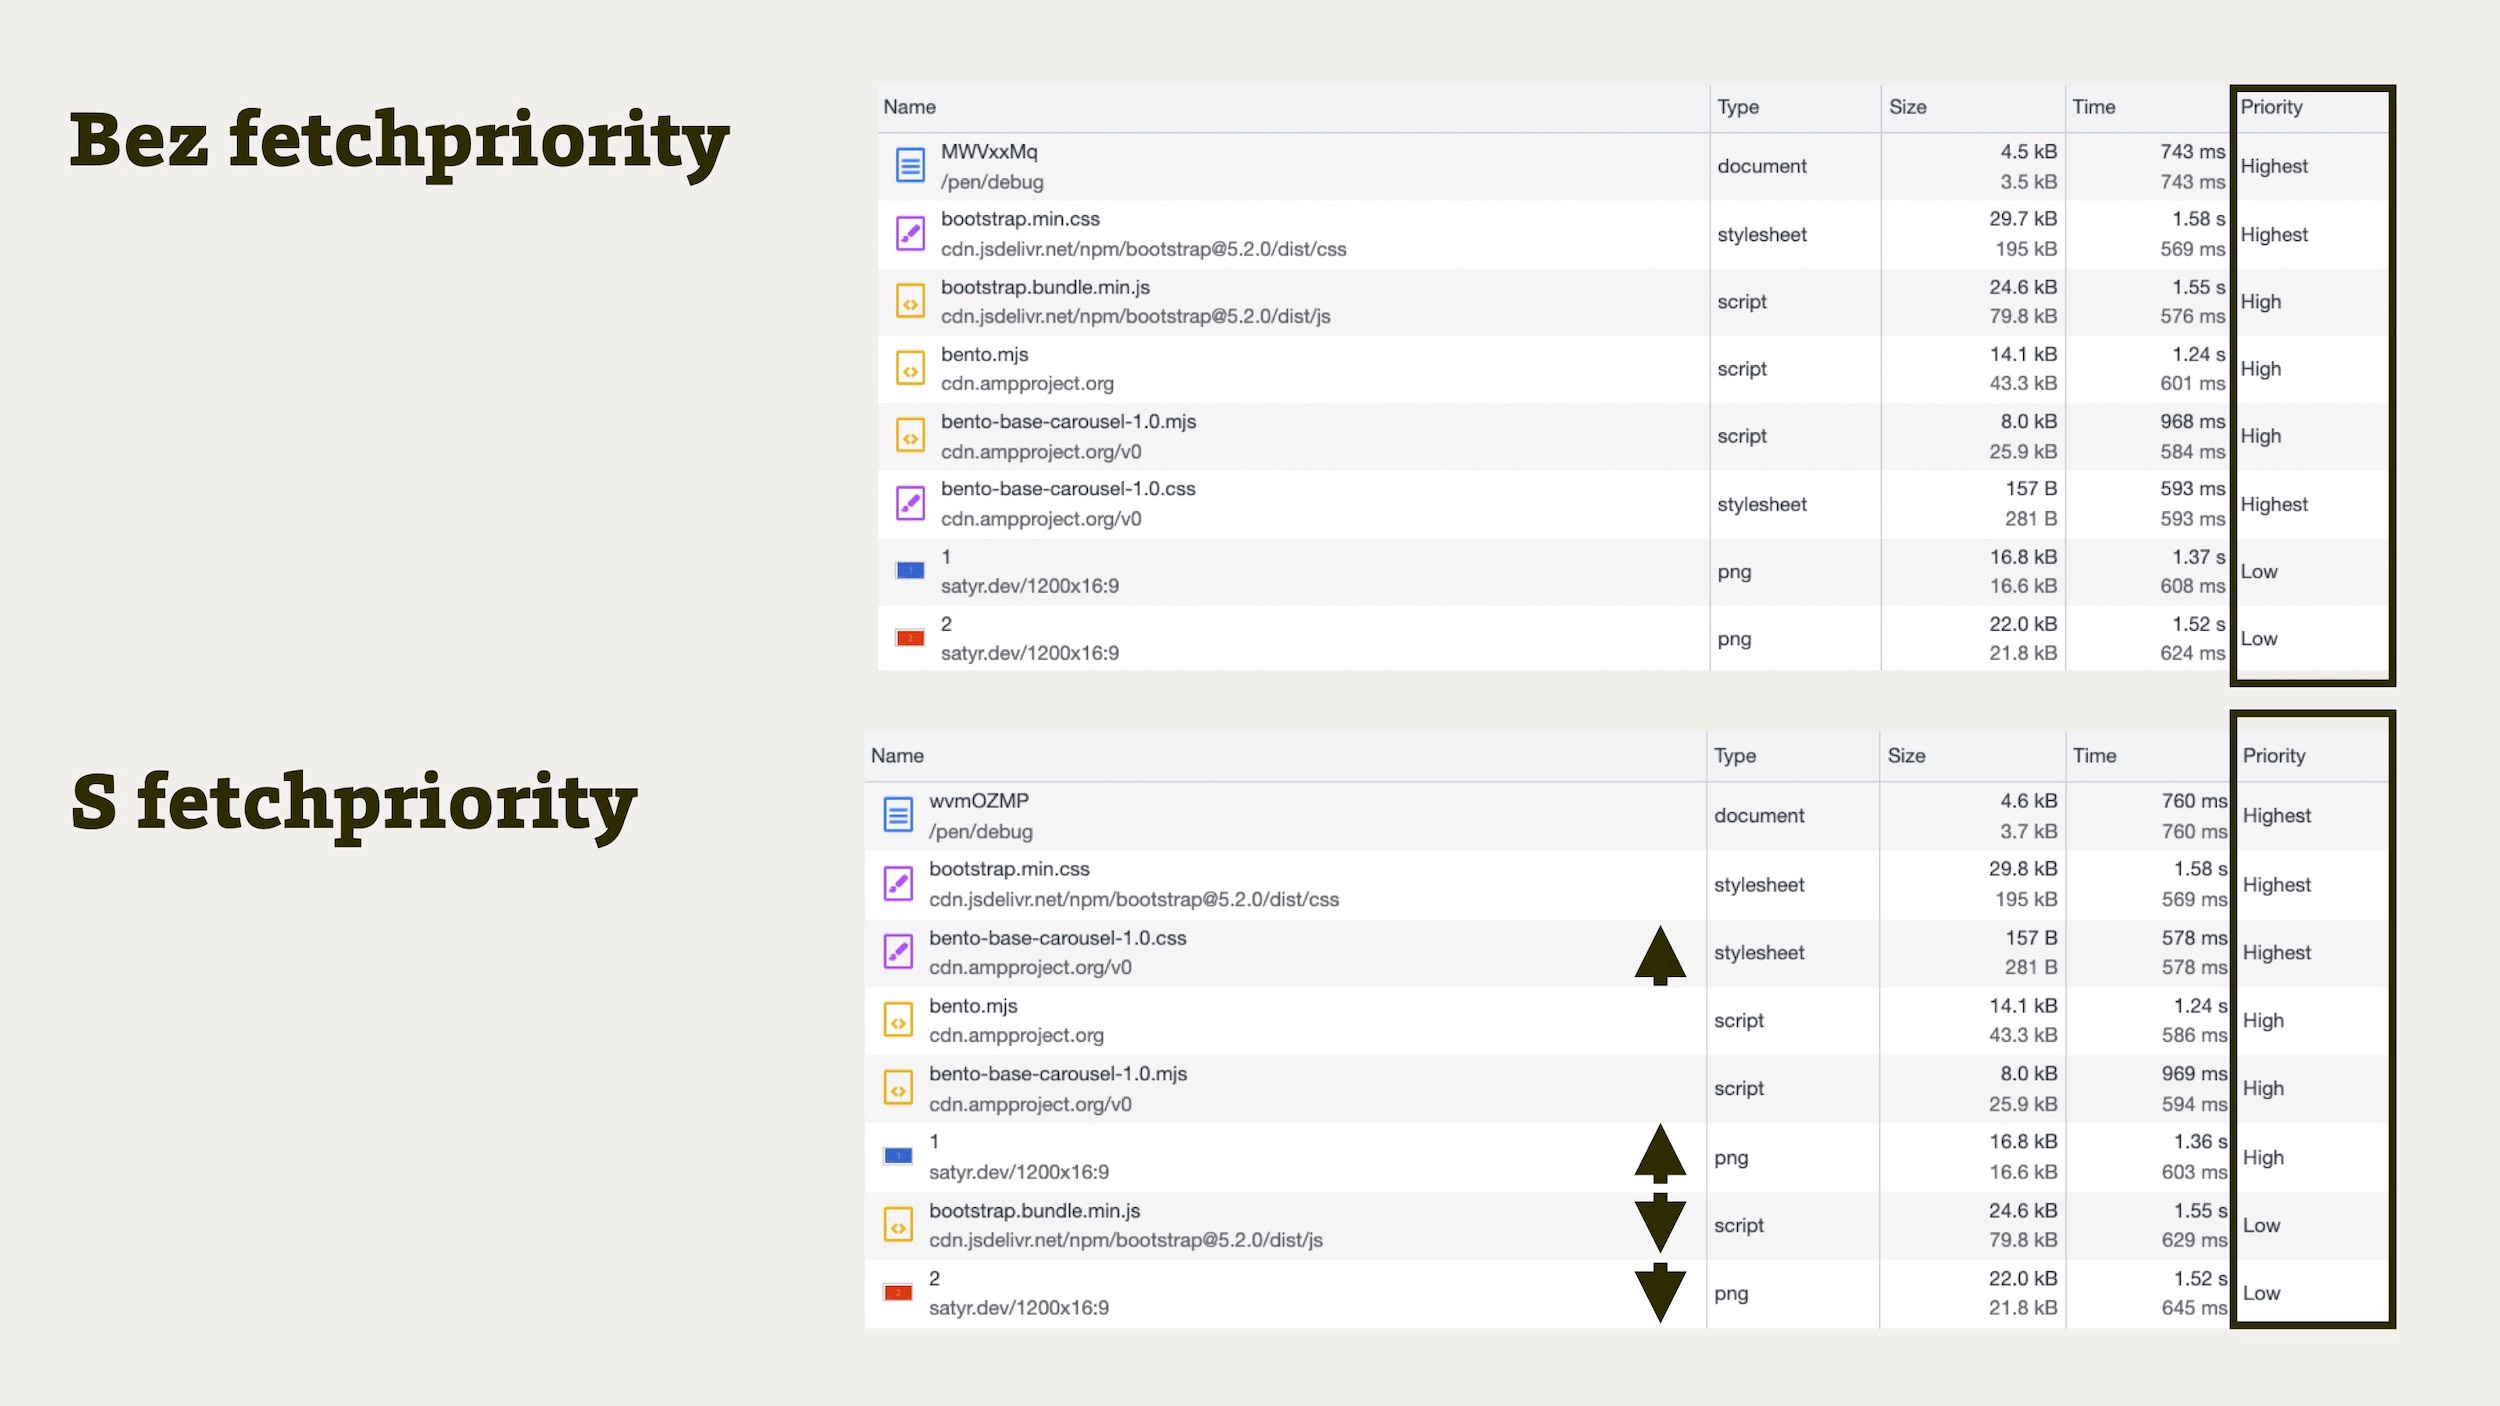 Bez fetchpriority
Name Type Size Time Priority
MWVxxMq 4.5 kB 743 ms
/pen/debug document 3.5 kB 743 ms Highest
bootstrap.min.css 29.7 kB 1.58 s
cdn.jsdelivr.net/npm/bootstrap@5.2.0/dist/css stylesheet 195 kB 569 ms Highest
bootstrap.bundle.min.js 24.6 kB 1.55 s
cdn.jsdelivr.net/npm/bootstrap@5.2.0/dist/js script 79.8 kB 576 ms High
bento.mjs 14.1 kB 1.24 s
cdn.ampproject.org script 43.3 kB 601 ms High
bento-base-carousel-1.0.mjs 8.0 kB 968 ms
cdn.ampproject.org/v0 script 25.9 kB 584 ms High
bento-base-carousel-1.0.css 157 B 593 ms
cdn.ampproject.org/v0 stylesheet 281 B 593 ms Highest
1 16.8 kB 1.37 s
satyr.dev/1200x16:9 png 16.6 kB 608 ms Low
2 22.0 kB 1.52 s
satyr.dev/1200x16:9 png 21.8 kB 624 ms Low
S fetchpriority
Name Type Size Time Priority
wvmOZMP 4.6 kB 760 ms
/pen/debug document 3.7 kB 760 ms Highest
bootstrap.min.css 29.8 kB 1.58 s
cdn.jsdelivr.net/npm/bootstrap@5.2.0/dist/css stylesheet 195 kB 569 ms Highest
bento-base-carousel-1.0.css 157 B 578 ms
cdn.ampproject.org/v0 stylesheet 281 B 578 ms Highest
bento.mjs 14.1 kB 1.24 s
cdn.ampproject.org script 43.3 kB 586 ms High
bento-base-carousel-1.0.mjs 8.0 kB 969 ms
cdn.ampproject.org/v0 script 25.9 kB 594 ms High
1 16.8 kB 1.36 s
satyr.dev/1200x16:9 png 16.6 kB 603 ms High
bootstrap.bundle.min.js 24.6 kB 1.55 s
cdn.jsdelivr.net/npm/bootstrap@5.2.0/dist/js script 79.8 kB 629 ms Low
2 22.0 kB 1.52 s
satyr.dev/1200x16:9 png 21.8 kB 645 ms Low